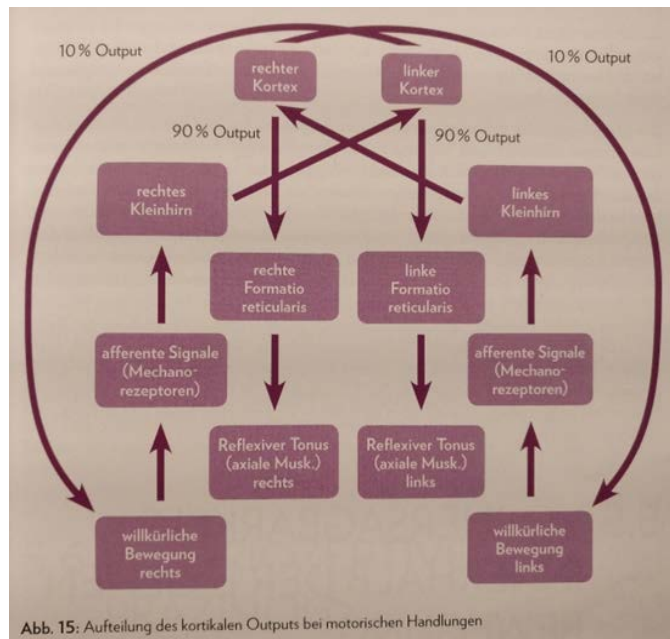 10 % Output
rechter
Kortex
linker
Kortex
10 % Output
90 % Output
90 % Output
rechtes
Kleinhirn
linkes
Kleinhirn
rechte
Formatio
reticularis
linke
Formatio
reticularis
afferente Signale
(Mechano-
rezeptoren)
afferente Signale
(Mechano-
rezeptoren)
Reflexiver Tonus
(axiale Musk.)
rechts
Reflexiver Tonus
(axiale Musk.)
links
willkürliche
Bewegung
rechts
willkürliche
Bewegung
links
Abb. 15: Aufteilung des kortikalen Outputs bei motorischen Handlungen